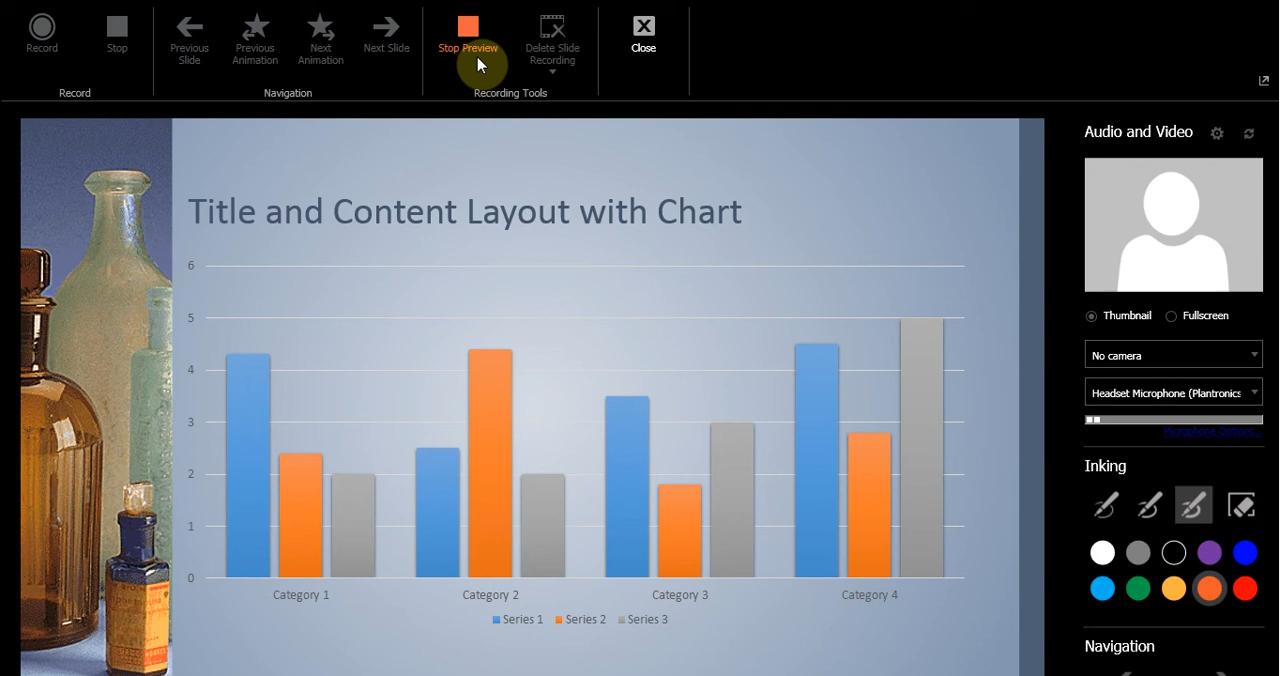 Record
Stop
Previous
Slide
Previous
Animation
Next
Animation
Next Slide
Stop Preview
Delete Slide
Recording
Close
Record
Navigation
Recording Tools
Audio and Video
Title and Content Layout with Chart
6
5
4
3
2
1
0
Category 1
Category 2
Category 3
Category 4
Series 1
Series 2
Series 3
Thumbnail
Fullscreen
No camera
Headset Microphone (Plantronics
Microphone Options...
Inking
Navigation